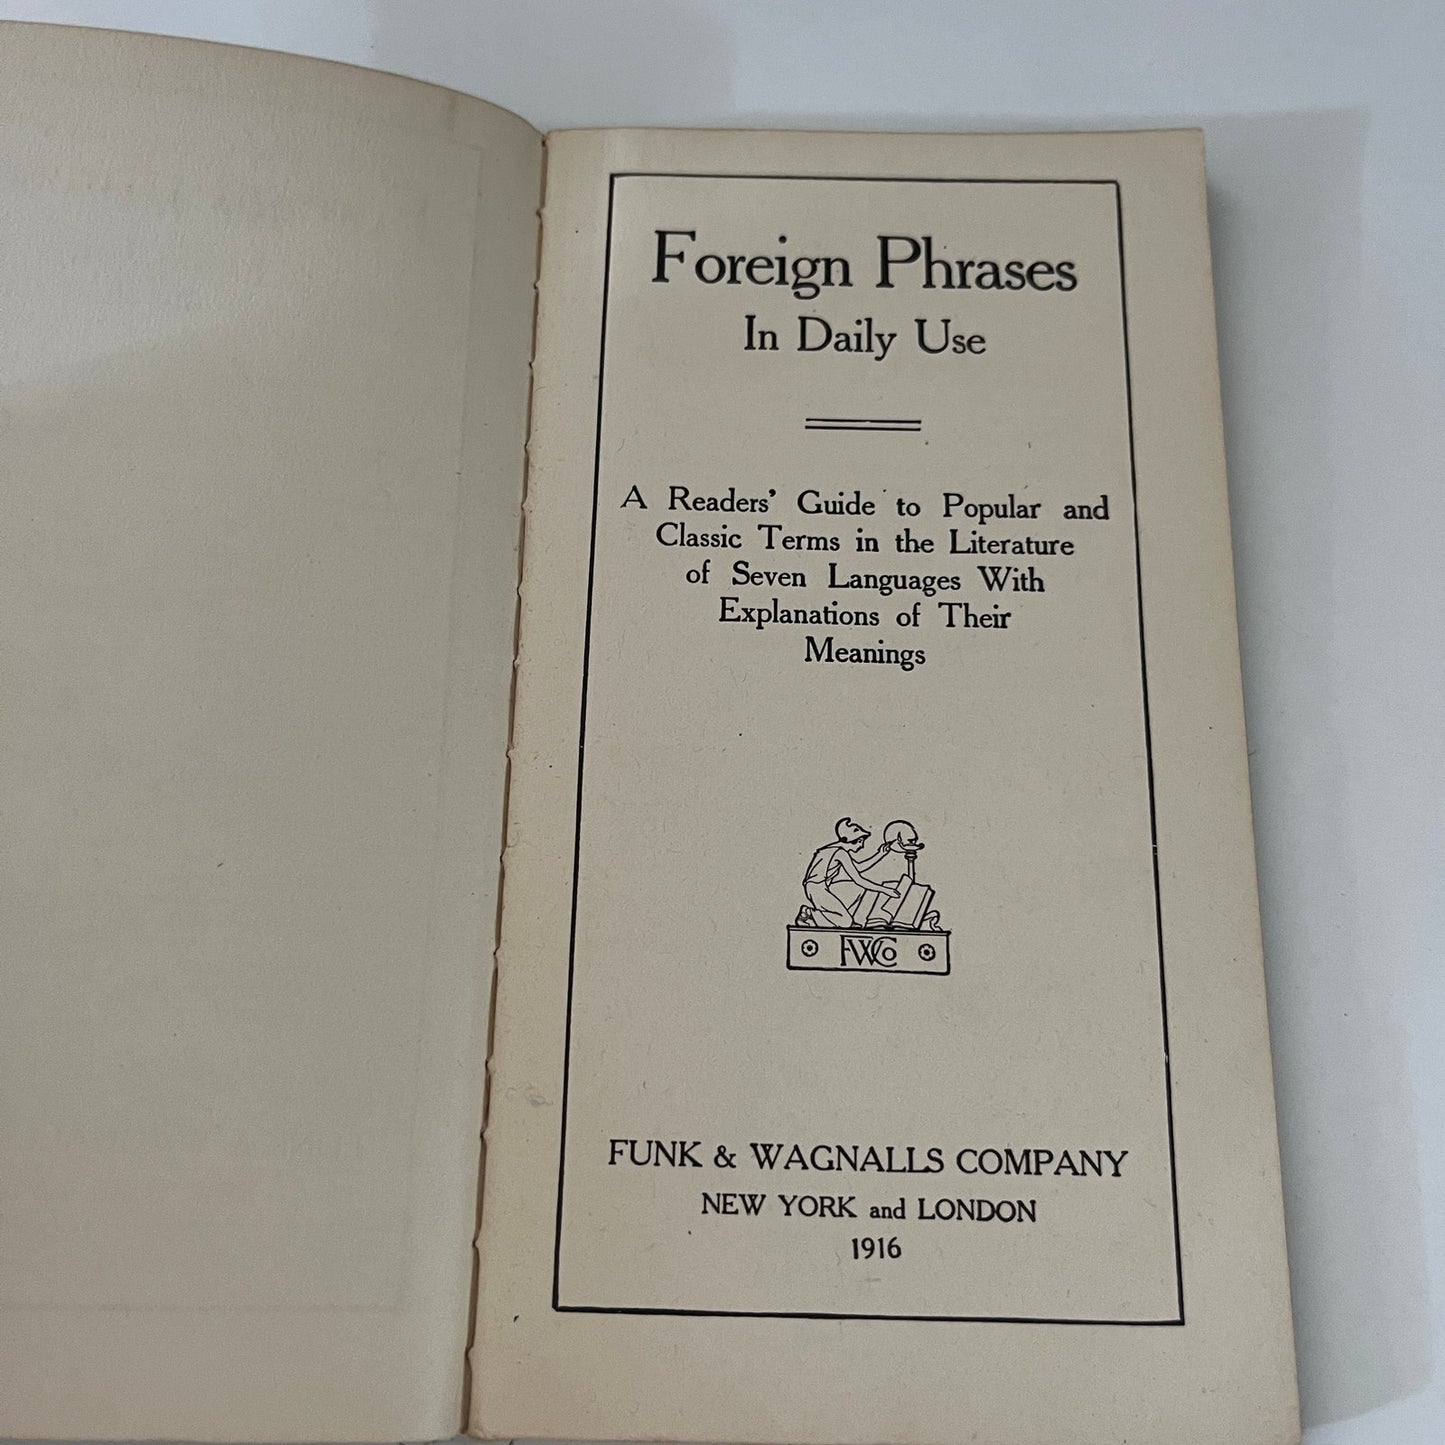 Foreign Phrases
In Daily Use
A Readers' Guide to Popular and
Classic Terms in the Literature
of Seven Languages With
Explanations of Their
Meanings
FWCo
FUNK & WAGNALLS COMPANY
NEW YORK and LONDON
1916